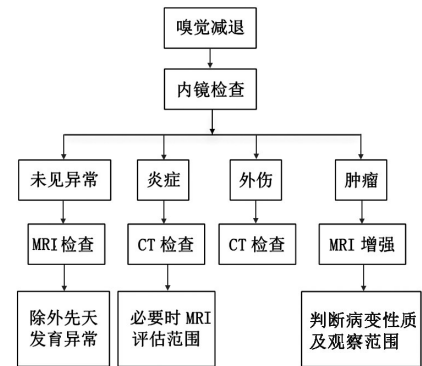 嗅觉减退
内镜检查
未见异常
炎症
外伤
肿瘤
MRI 检查
CT 检查
CT 检查
MRI 增强
除外先天
发育异常
必要时 MRI
评估范围
判断病变性质
及观察范围